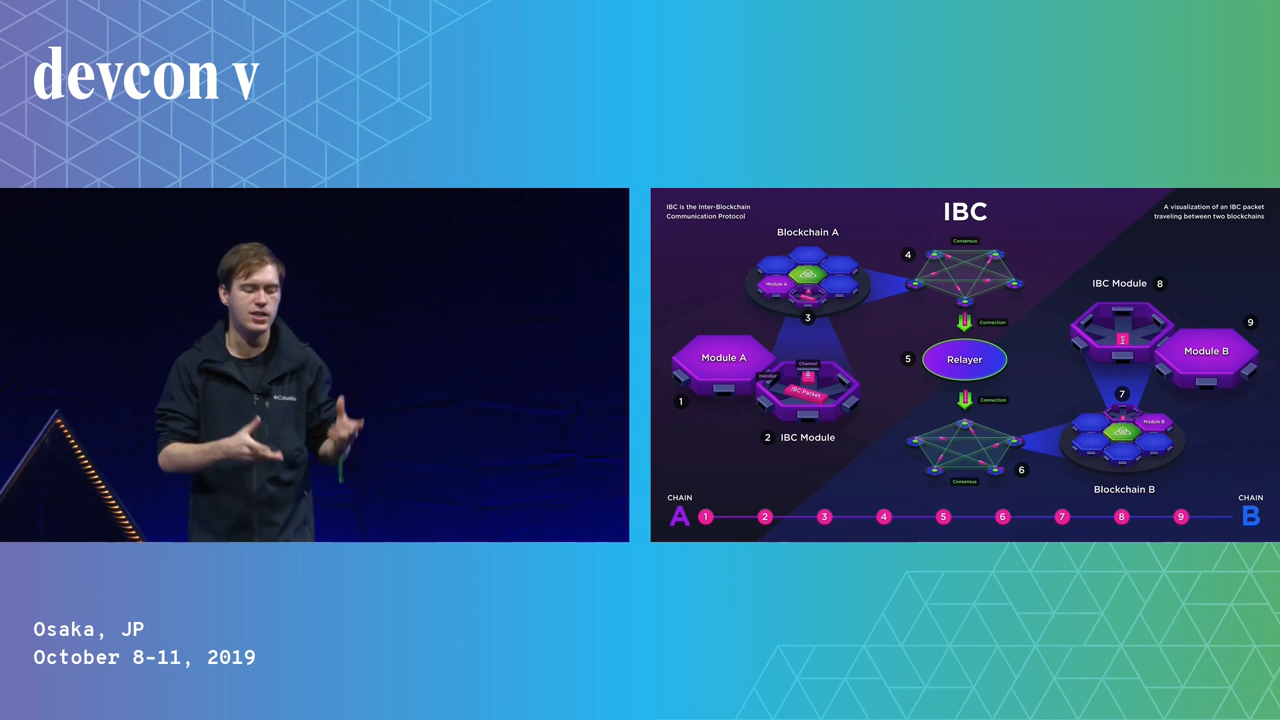 devcon v
Columbia
IBC is the Inter-Blockchain
Communication Protocol
IBC
A visualization of an IBC packet
traveling between two blockchains
Blockchain A
Module A
3
4
Consensus
Connection
5
Relayer
Connection
Consensus
6
Module A
1
Channel
Handler
IBC Packet
2 IBC Module
IBC Module 8
9
Module B
7
Module B
Blockchain B
CHAIN
A
1 2 3 4 5 6 7 8 9
CHAIN
B
Osaka, JP
October 8-11, 2019